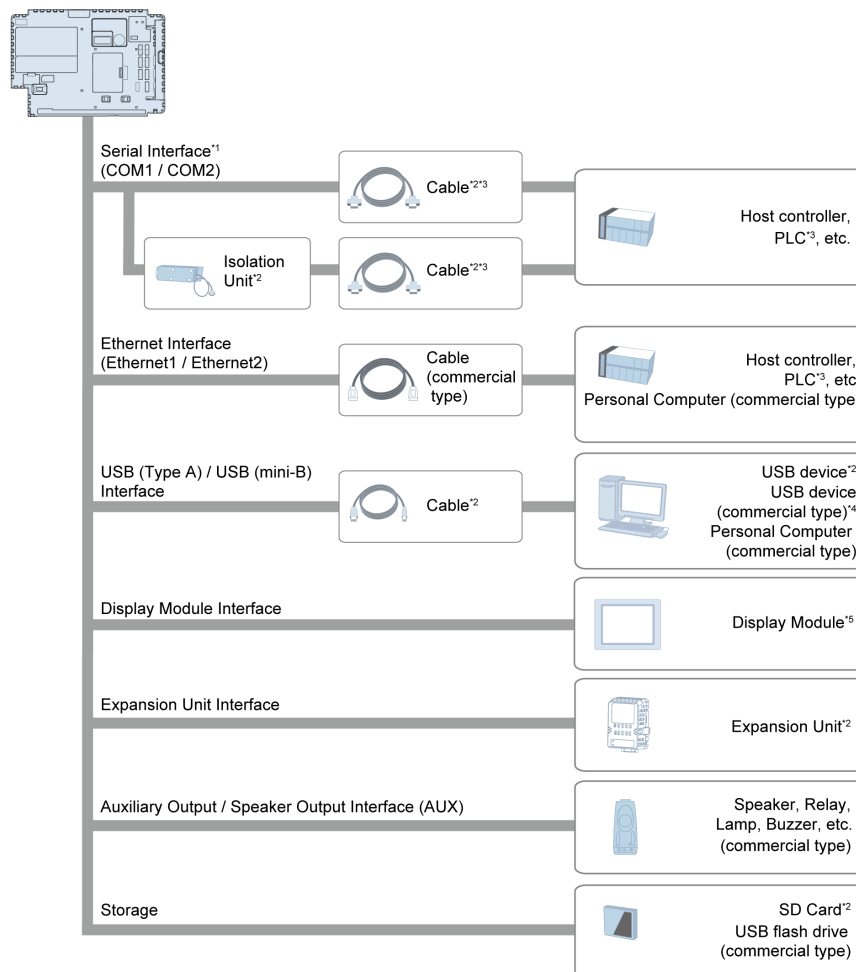 Serial Interface*1
(COM1 / COM2)
Cable*2*3
Host controller,
PLC*3, etc.
Isolation
Unit*2
Cable*2*3
Ethernet Interface
(Ethernet1 / Ethernet2)
Cable
(commercial
type)
Host controller,
PLC*3, etc
Personal Computer (commercial type
USB (Type A) / USB (mini-B)
Interface
Cable*2
USB device*2
USB device
(commercial type)*4
Personal Computer
(commercial type)
Display Module Interface
Display Module*5
Expansion Unit Interface
Expansion Unit*2
Auxiliary Output / Speaker Output Interface (AUX)
Speaker, Relay,
Lamp, Buzzer, etc.
(commercial type)
Storage
SD Card*2
USB flash drive
(commercial type)